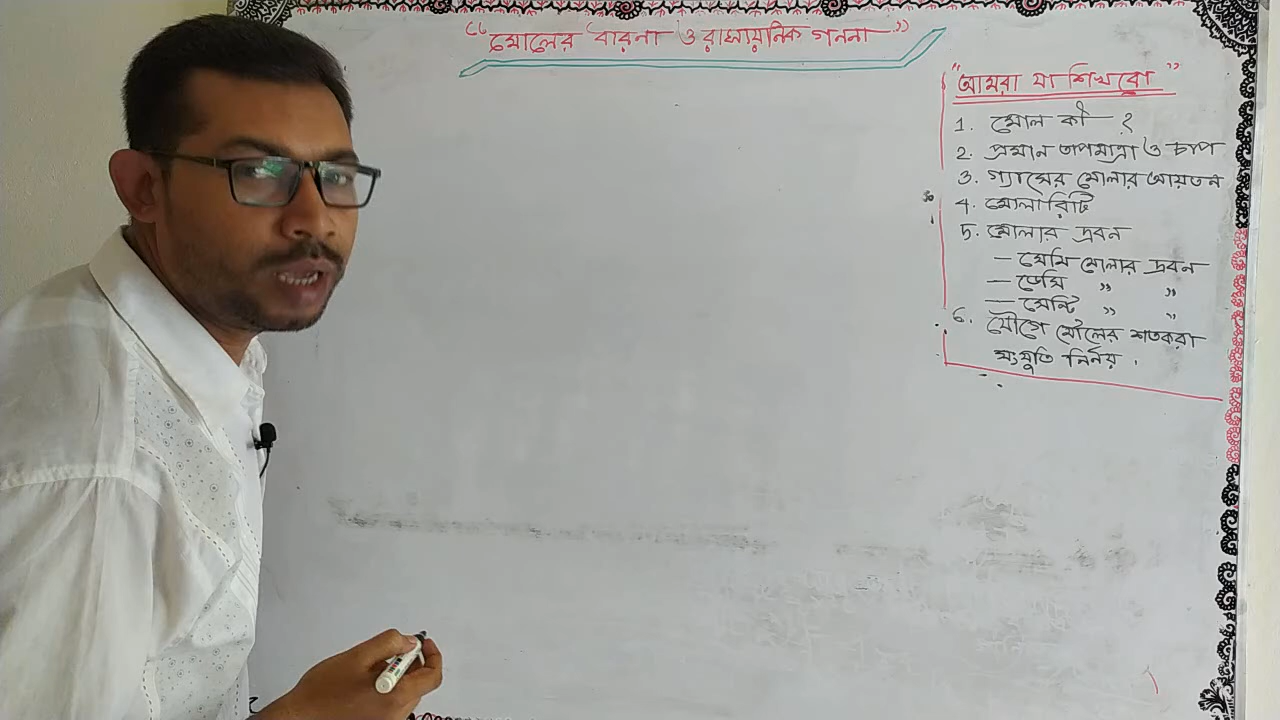 “মোলের ধারনা ও রাসায়নিক গননা”
“আমরা যা শিখবো”
1. মোল কী ?
2. প্রমান তাপমাত্রা ও চাপ
3. গ্যাসের মোলার আয়তন
4. মোলারিটি
5. মোলার দ্রবন
— সেমি মোলার দ্রবন
— ডেসি ” ”
— সেন্টি ” ”
6. যৌগে মৌলের শতকরা
সংযুতি নির্নয় ।